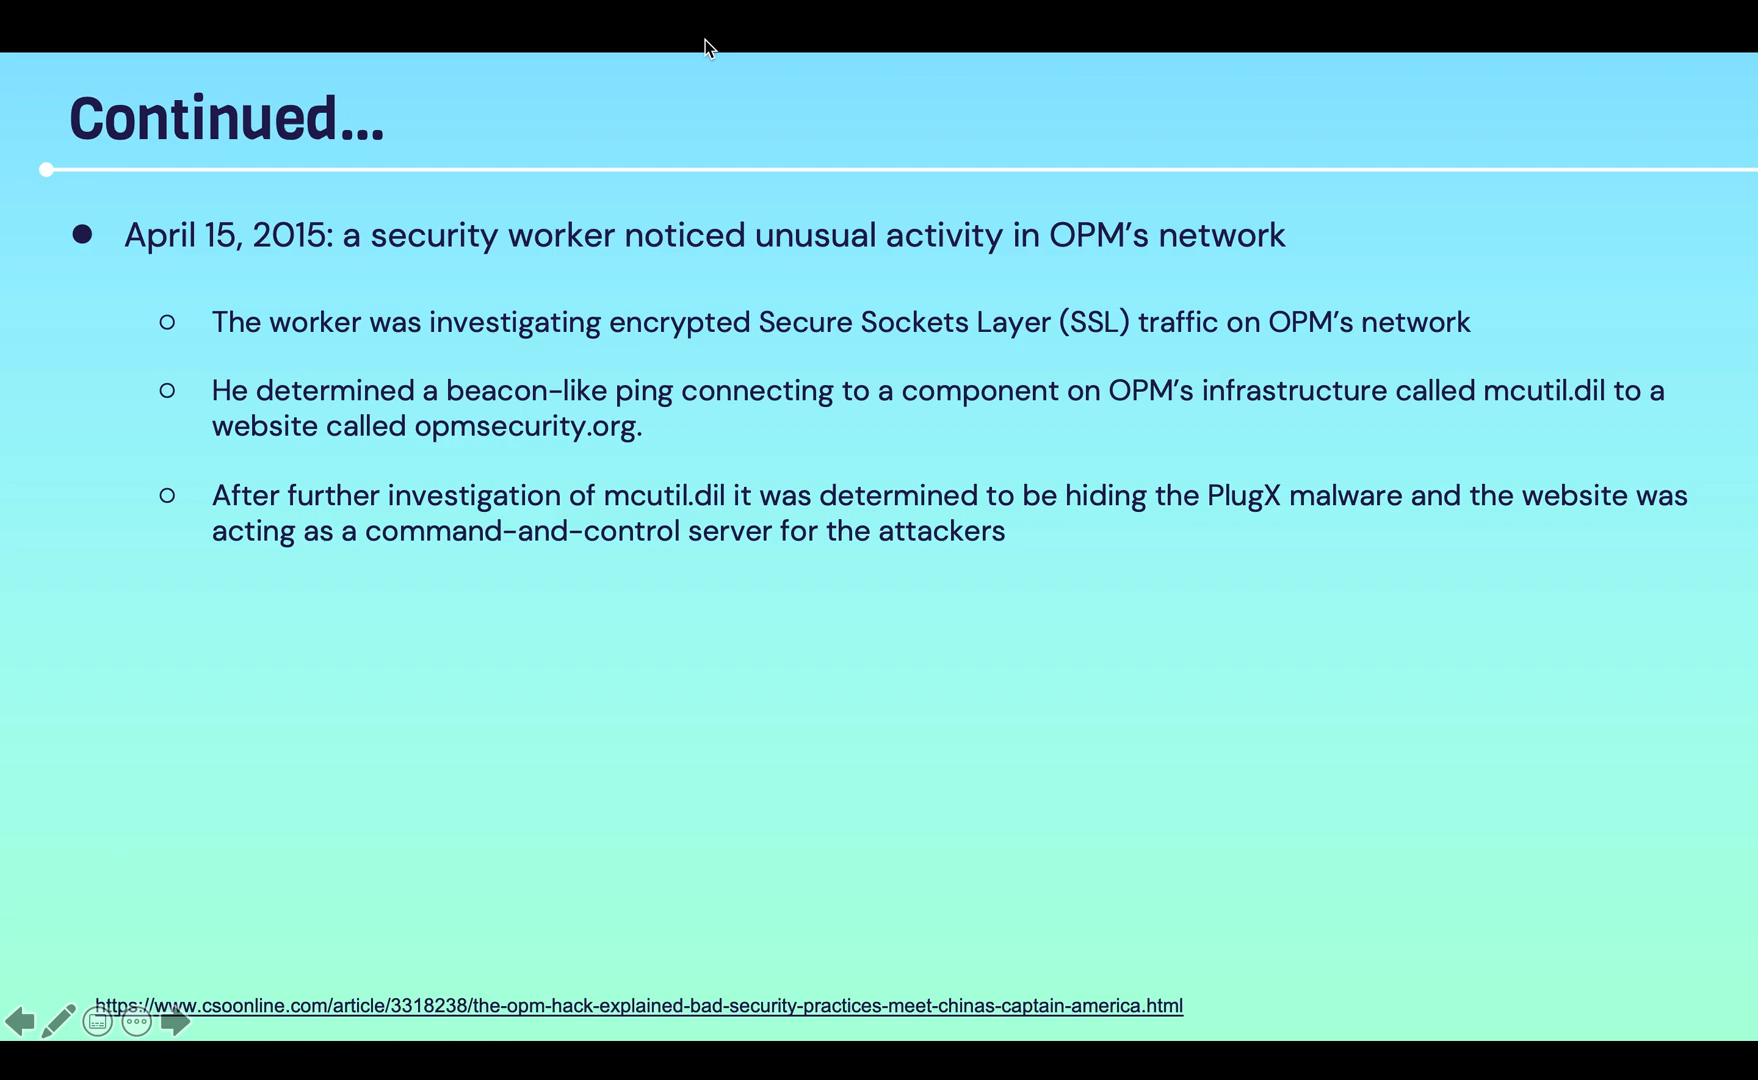 Continued...
April 15, 2015: a security worker noticed unusual activity in OPM’s network
The worker was investigating encrypted Secure Sockets Layer (SSL) traffic on OPM’s network
He determined a beacon-like ping connecting to a component on OPM’s infrastructure called mcutil.dil to a
website called opmsecurity.org.
After further investigation of mcutil.dil it was determined to be hiding the PlugX malware and the website was
acting as a command-and-control server for the attackers
https://www.csoonline.com/article/3318238/the-opm-hack-explained-bad-security-practices-meet-chinas-captain-america.html